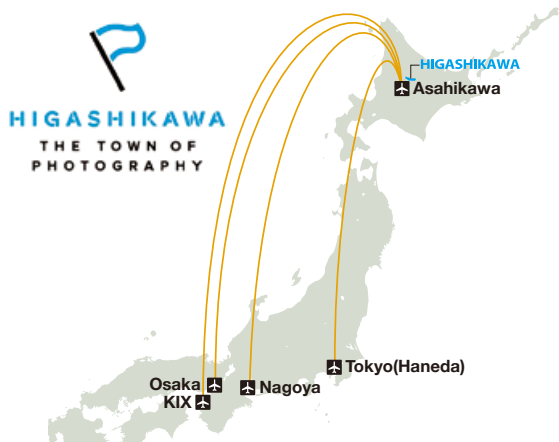 HIGASHIKAWA
THE TOWN OF
PHOTOGRAPHY
HIGASHIKAWA
Asahikawa
Tokyo(Haneda)
Osaka
KIX
Nagoya